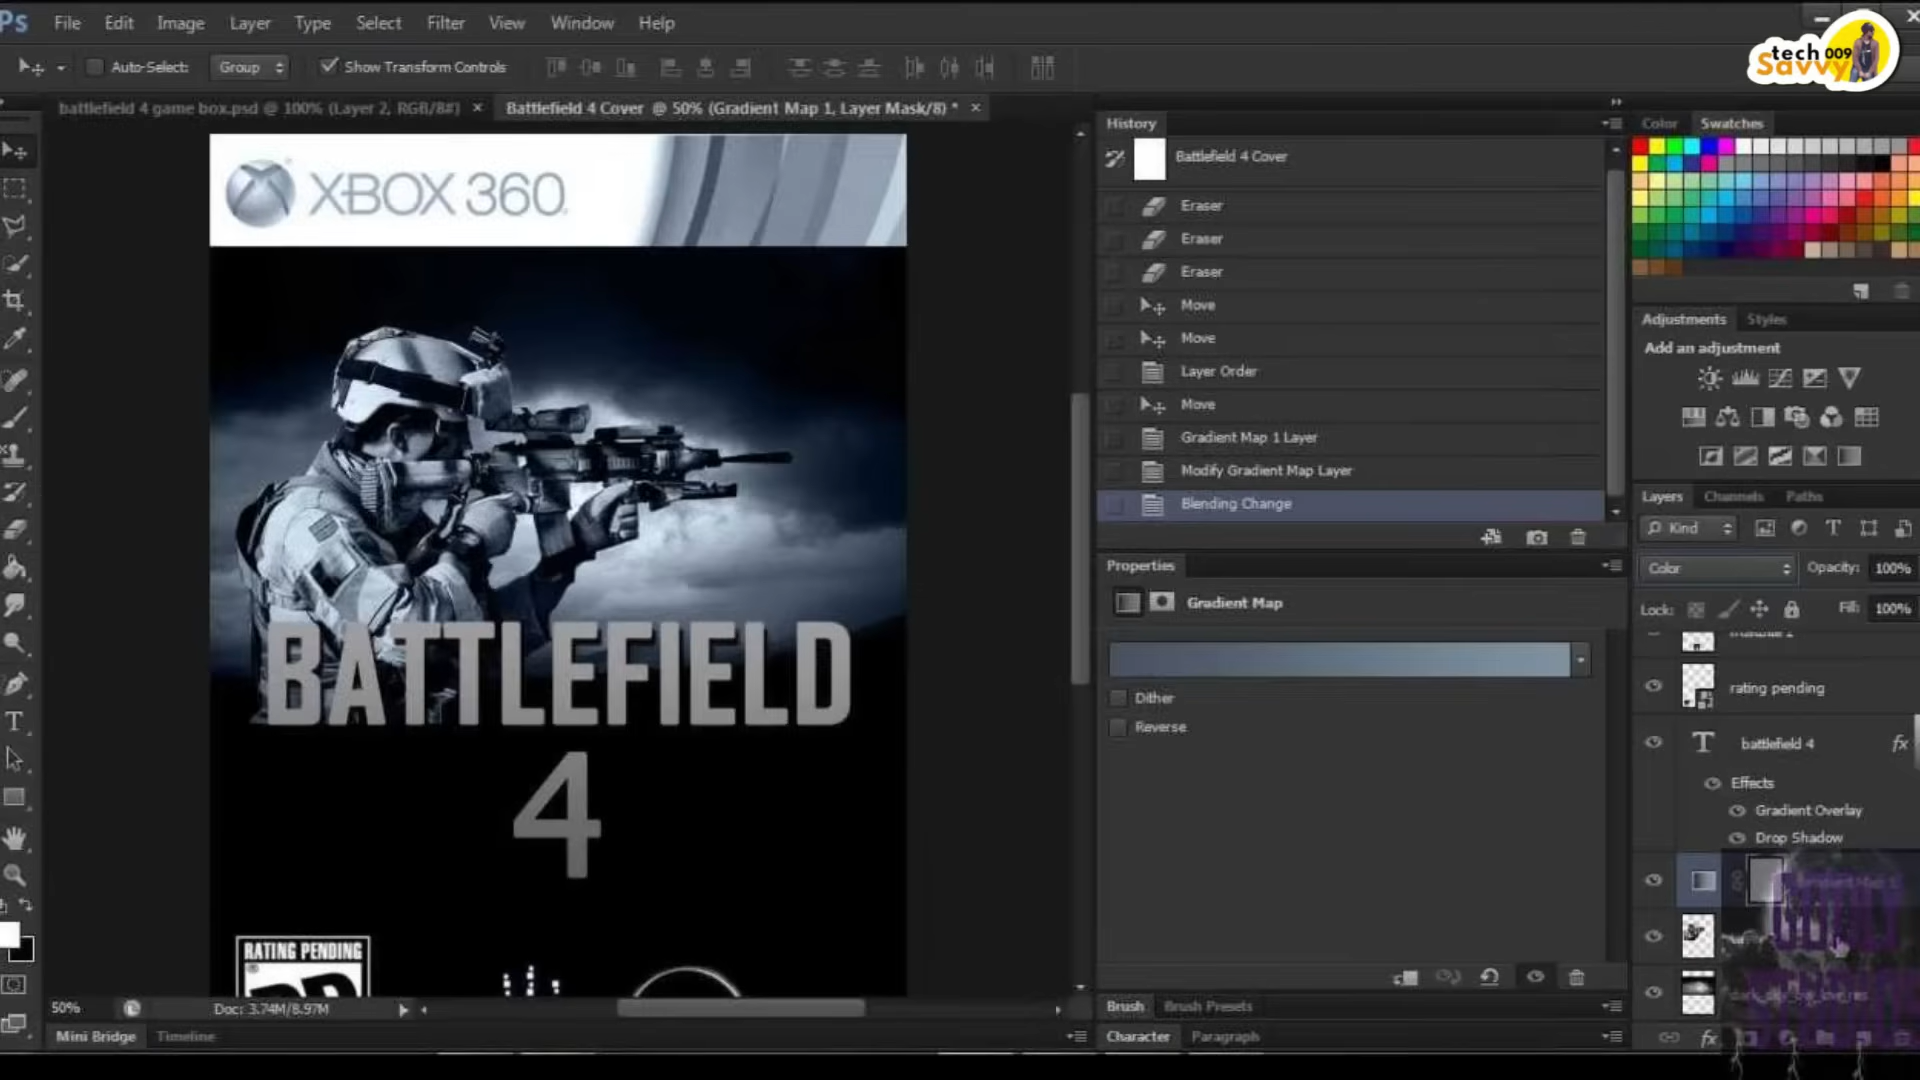 Ps File Edit Image Layer Type Select Filter View Window Help
tech 009
Savvy
Auto-Select: Group Show Transform Controls
battlefield 4 game box.psd @ 100% (Layer 2, RGB/8#) ×
Battlefield 4 Cover @ 50% (Gradient Map 1, Layer Mask/8) * ×
XBOX 360
BATTLEFIELD
4
RATING PENDING
RP
50%
Doc: 3.74M/8.97M
Mini Bridge Timeline
History
Battlefield 4 Cover
Eraser
Eraser
Eraser
Move
Move
Layer Order
Move
Gradient Map 1 Layer
Modify Gradient Map Layer
Blending Change
Properties
Gradient Map
Dither
Reverse
Brush Brush Presets
Character Paragraph
Color Swatches
Adjustments Styles
Add an adjustment
Layers Channels Paths
Kind
Color Opacity: 100%
Lock: Fill: 100%
rating pending
battlefield 4 fx
Effects
Gradient Overlay
Drop Shadow
fx